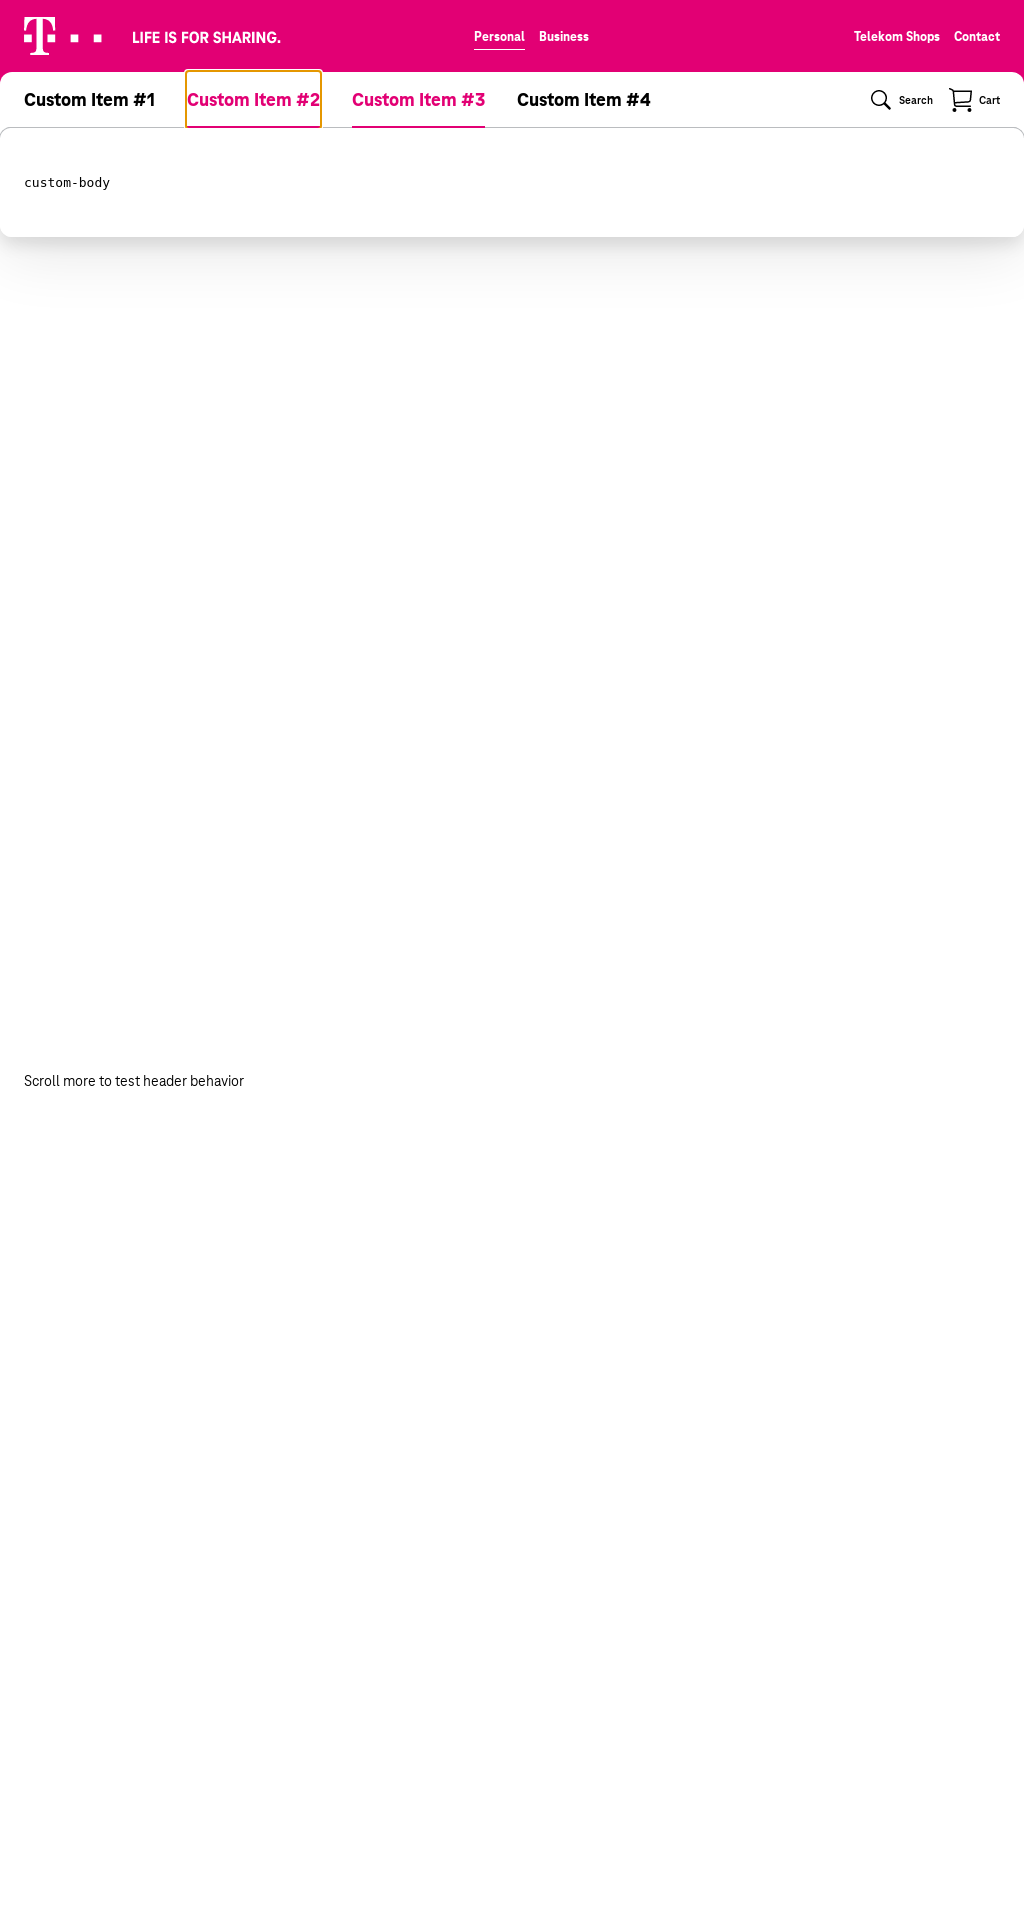 T LIFE IS FOR SHARING. Personal Business Telekom Shops Contact
Custom Item #1 Custom Item #2 Custom Item #3 Custom Item #4 Search Cart
custom-body
Scroll more to test header behavior